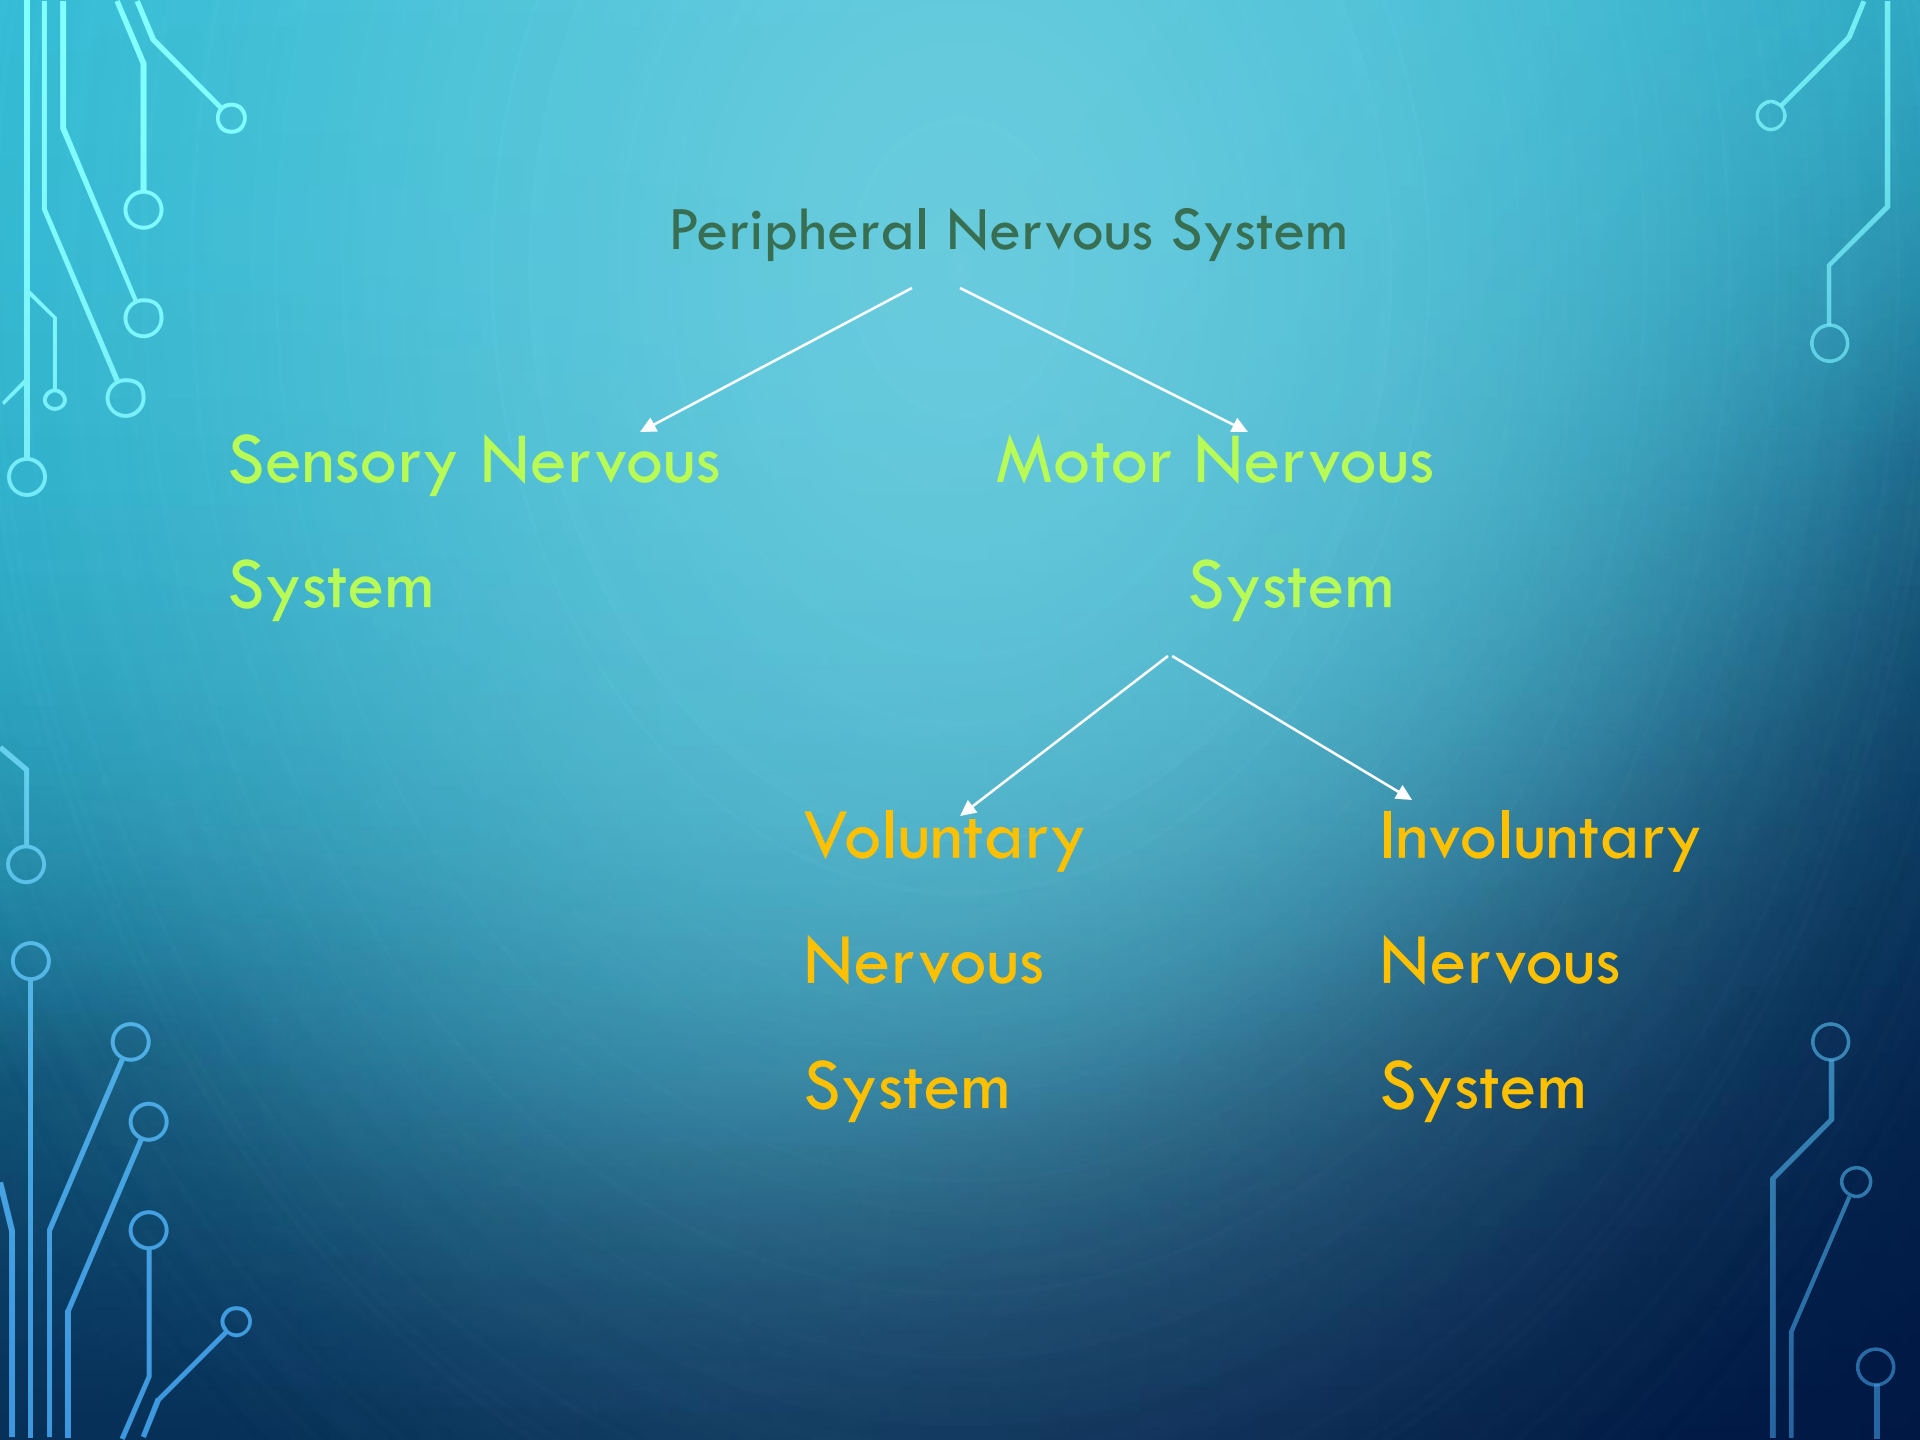 Peripheral Nervous System
Sensory Nervous Motor Nervous
System System
Voluntary Involuntary
Nervous Nervous
System System